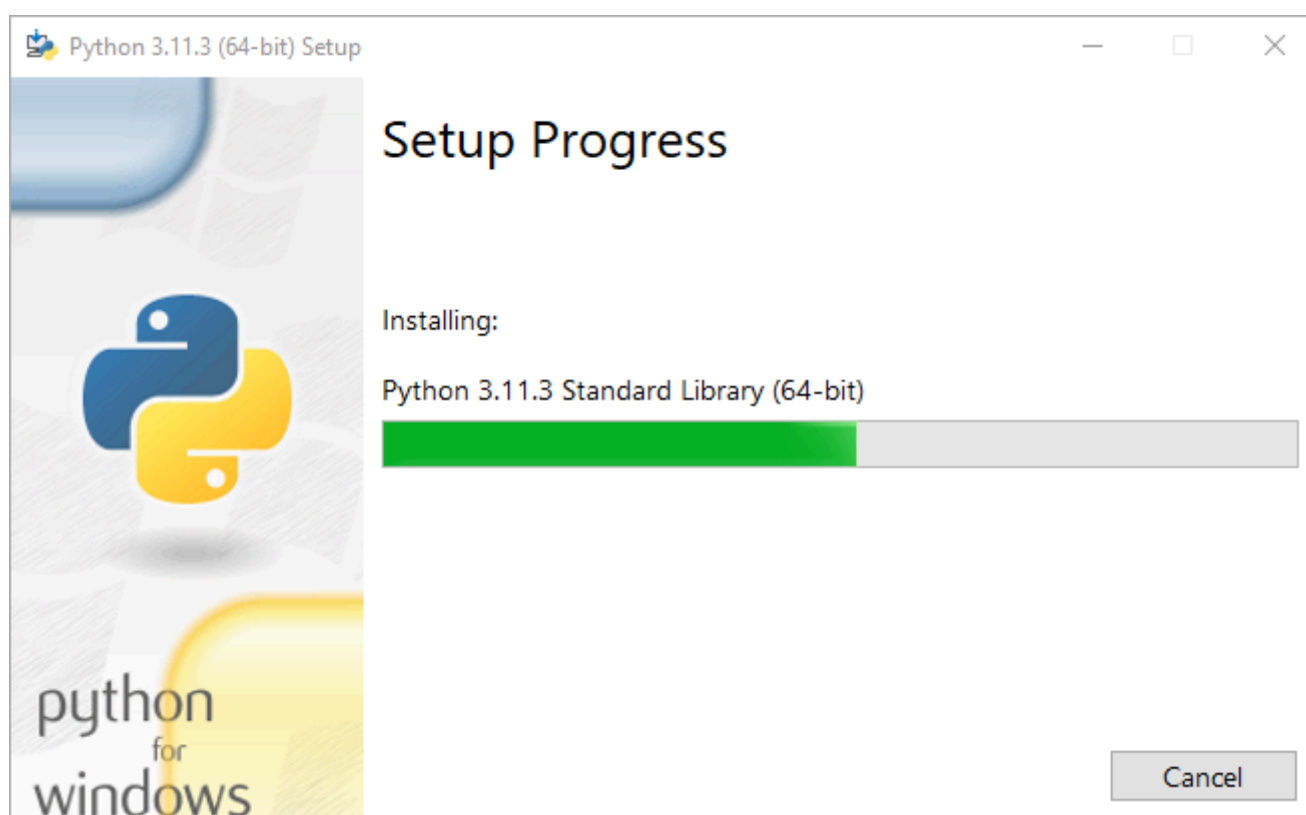 Python 3.11.3 (64-bit) Setup
Setup Progress
Installing:
Python 3.11.3 Standard Library (64-bit)
python
for
windows
Cancel